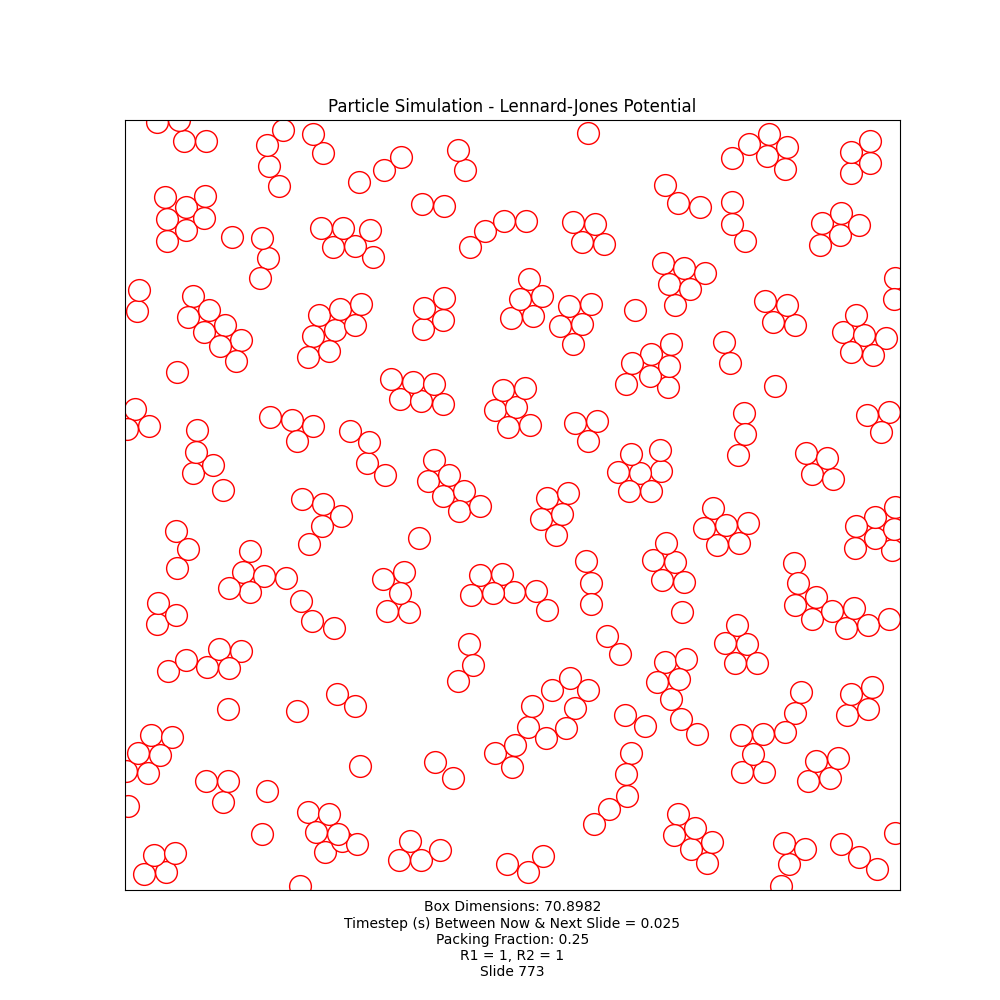 Particle Simulation - Lennard-Jones Potential
Box Dimensions: 70.8982
Timestep (s) Between Now & Next Slide = 0.025
Packing Fraction: 0.25
R1 = 1, R2 = 1
Slide 773